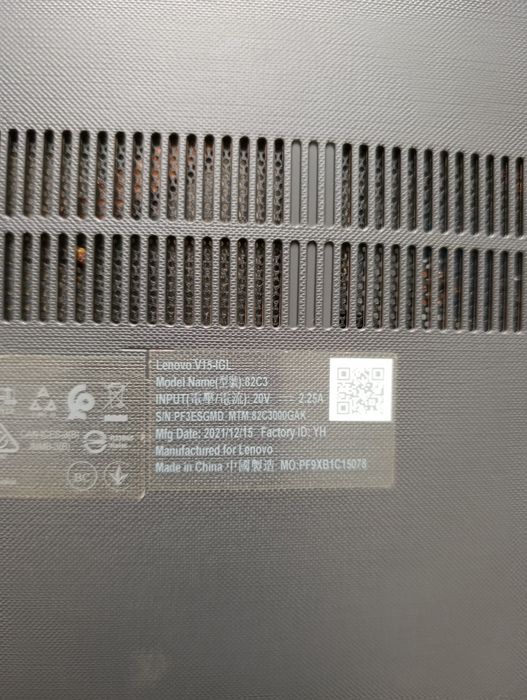 Lenovo V15-IGL
Model Name(型號):82C3
INPUT(電壓/電流): 20V ⎓ 2.25A
S/N:PF3ESGMD MTM:82C3000GAK
Mfg Date: 2021/12/15 Factory ID: YH
Manufactured for Lenovo
Made in China 中國製造 MO:PF9XB1C15078
BC